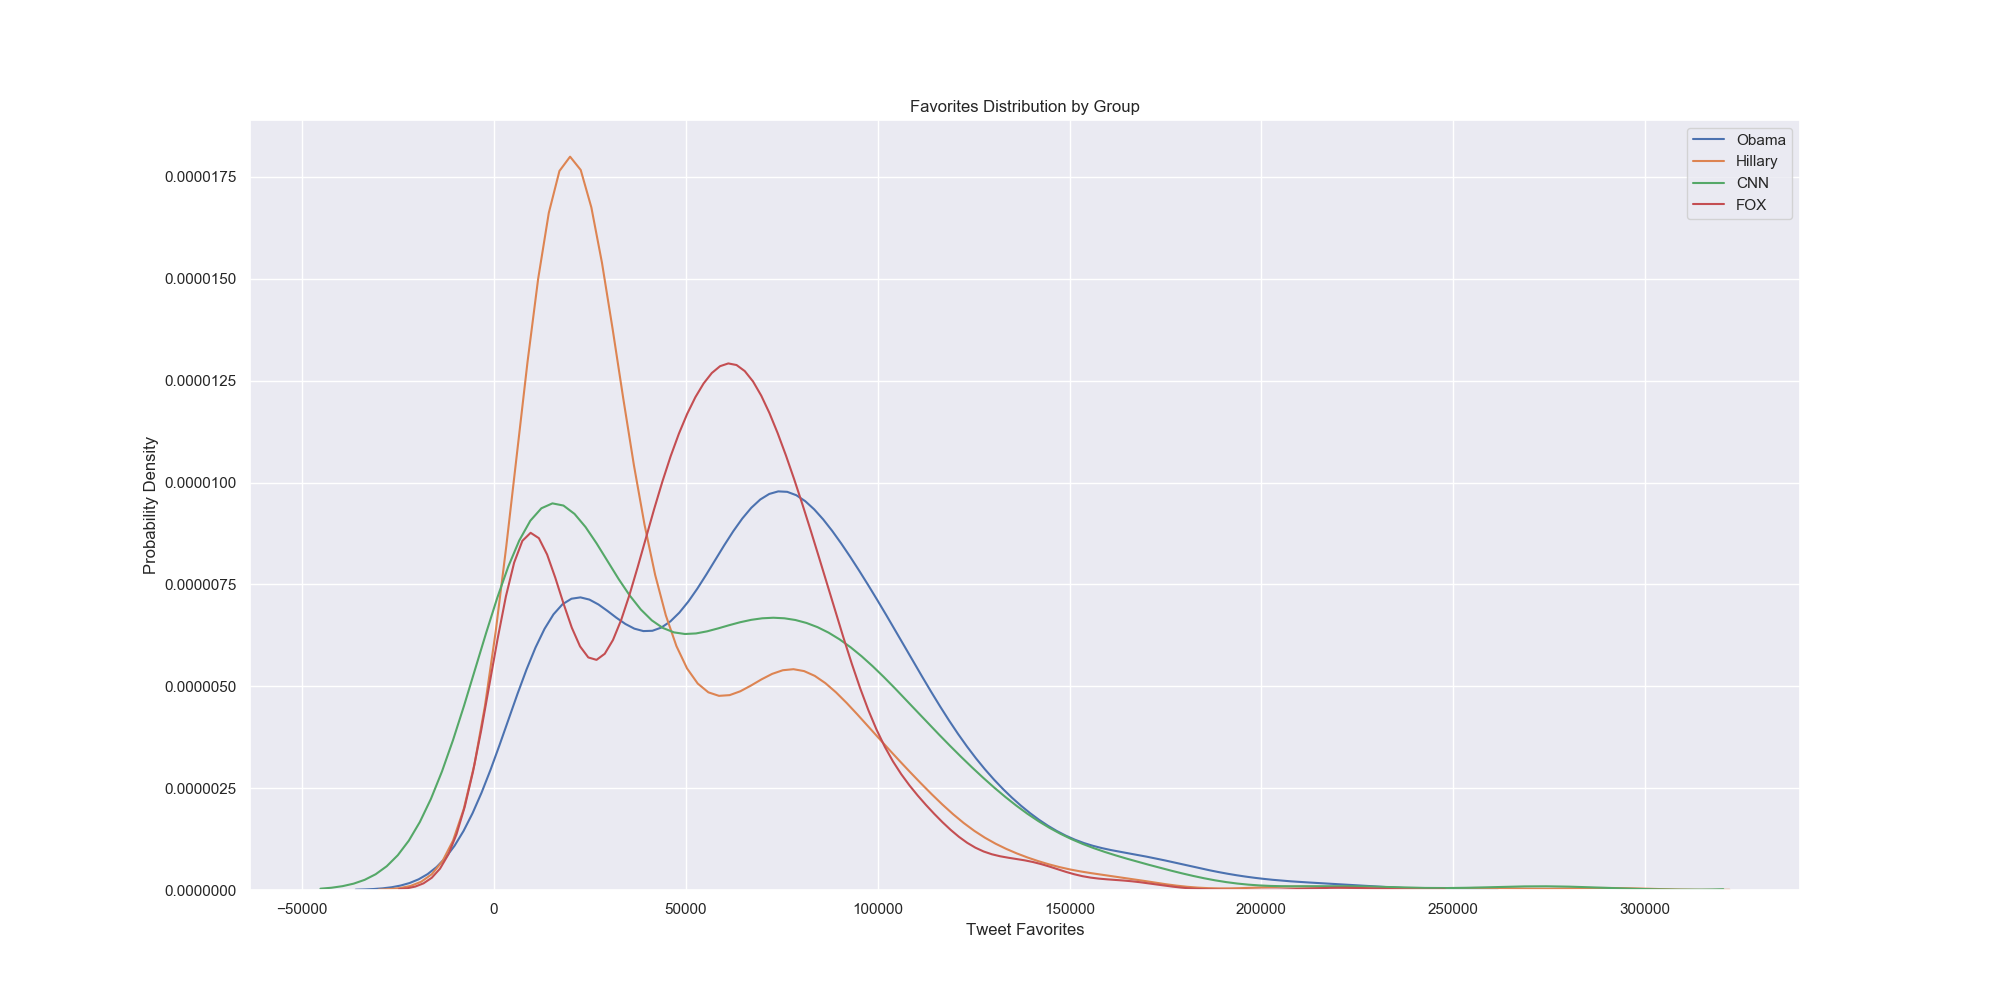 Favorites Distribution by Group
Obama
Hillary
CNN
FOX
0.0000175
0.0000150
0.0000125
0.0000100
0.0000075
0.0000050
0.0000025
0.0000000
Probability Density
−50000 0 50000 100000 150000 200000 250000 300000
Tweet Favorites